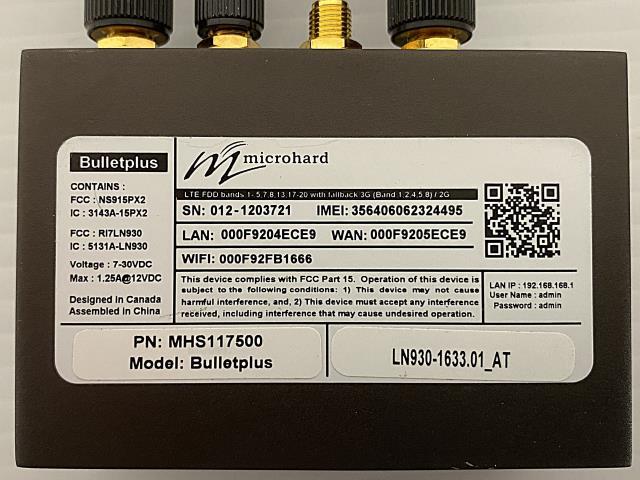 Bulletplus
CONTAINS :
FCC : NS915PX2
IC : 3143A-15PX2
FCC : RI7LN930
IC : 5131A-LN930
Voltage : 7-30VDC
Max : 1.25A@12VDC
Designed in Canada
Assembled in China
microhard
LTE FDD bands 1- 5,7,8,13,17-20 with fallback 3G (Band 1,2,4,5,8) / 2G
SN: 012-1203721 IMEI: 356406062324495
LAN: 000F9204ECE9 WAN: 000F9205ECE9
WIFI: 000F92FB1666
This device complies with FCC Part 15. Operation of this device is
subject to the following conditions: 1) This device may not cause
harmful interference, and, 2) This device must accept any interference
received, including interference that may cause undesired operation.
LAN IP : 192.168.168.1
User Name : admin
Password : admin
PN: MHS117500
Model: Bulletplus
LN930-1633.01_AT